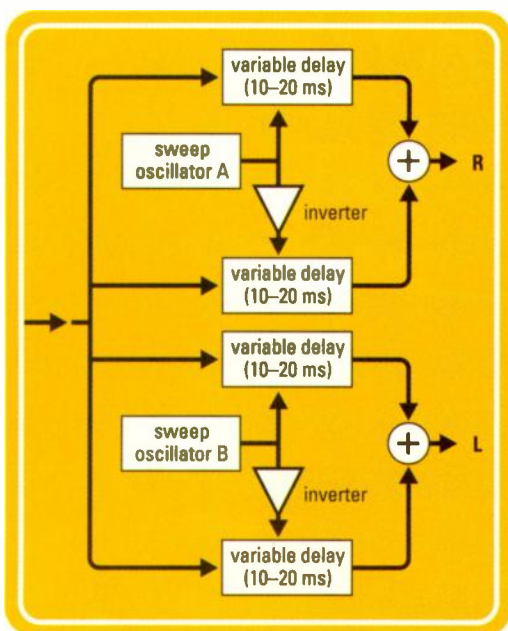 variable delay
(10–20 ms)
sweep
oscillator A
+
R
inverter
variable delay
(10–20 ms)
variable delay
(10–20 ms)
sweep
oscillator B
+
L
inverter
variable delay
(10–20 ms)